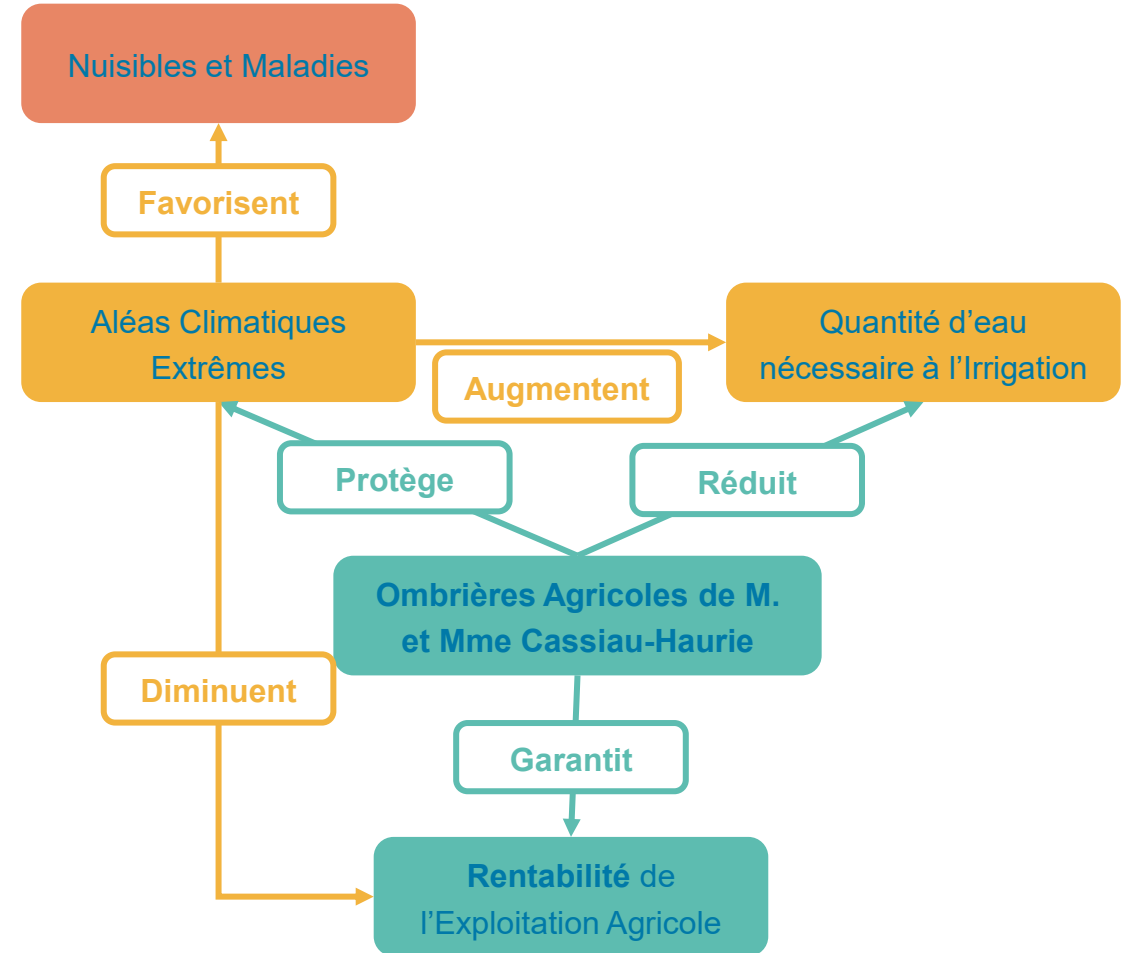 Nuisibles et Maladies
Favorisent
Aléas Climatiques
Extrêmes
Quantité d’eau
nécessaire à l’Irrigation
Augmentent
Protège
Réduit
Ombrières Agricoles de M.
et Mme Cassiau-Haurie
Diminuent
Garantit
Rentabilité de
l’Exploitation Agricole